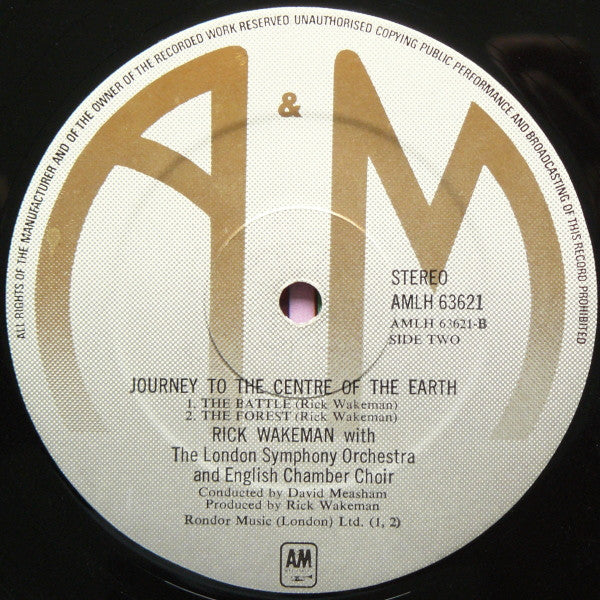 ALL RIGHTS OF THE MANUFACTURER AND OF THE OWNER OF THE RECORDED WORK RESERVED UNAUTHORISED COPYING PUBLIC PERFORMANCE AND BROADCASTING OF THIS RECORD PROHIBITED
A & M
STEREO
AMLH 63621
AMLH 63621-B
SIDE TWO
JOURNEY TO THE CENTRE OF THE EARTH
1. THE BATTLE (Rick Wakeman)
2. THE FOREST (Rick Wakeman)
RICK WAKEMAN with
The London Symphony Orchestra
and English Chamber Choir
Conducted by David Measham
Produced by Rick Wakeman
Rondor Music (London) Ltd. (1, 2)
AM